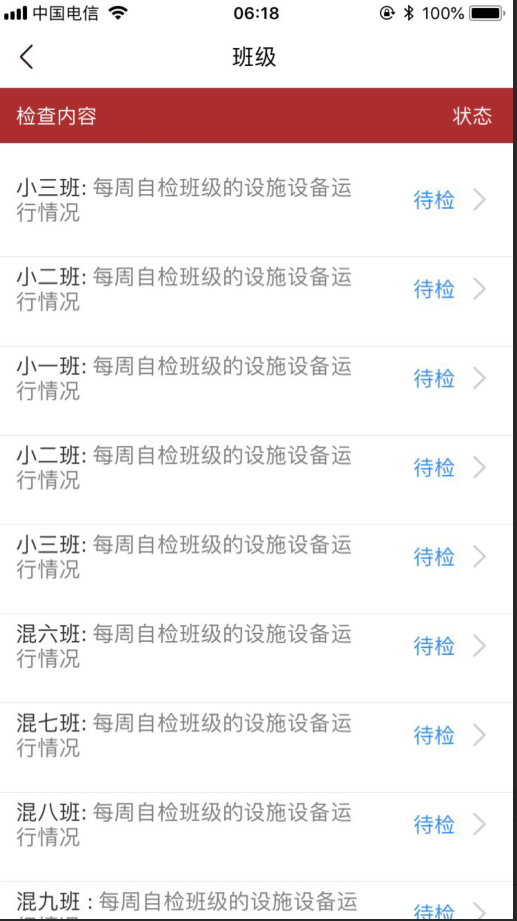 中国电信 06:18 100%
班级
检查内容 状态
小三班: 每周自检班级的设施设备运
行情况
待检
小二班: 每周自检班级的设施设备运
行情况
待检
小一班: 每周自检班级的设施设备运
行情况
待检
小二班: 每周自检班级的设施设备运
行情况
待检
小三班: 每周自检班级的设施设备运
行情况
待检
混六班: 每周自检班级的设施设备运
行情况
待检
混七班: 每周自检班级的设施设备运
行情况
待检
混八班: 每周自检班级的设施设备运
行情况
待检
混九班 : 每周自检班级的设施设备运
待检